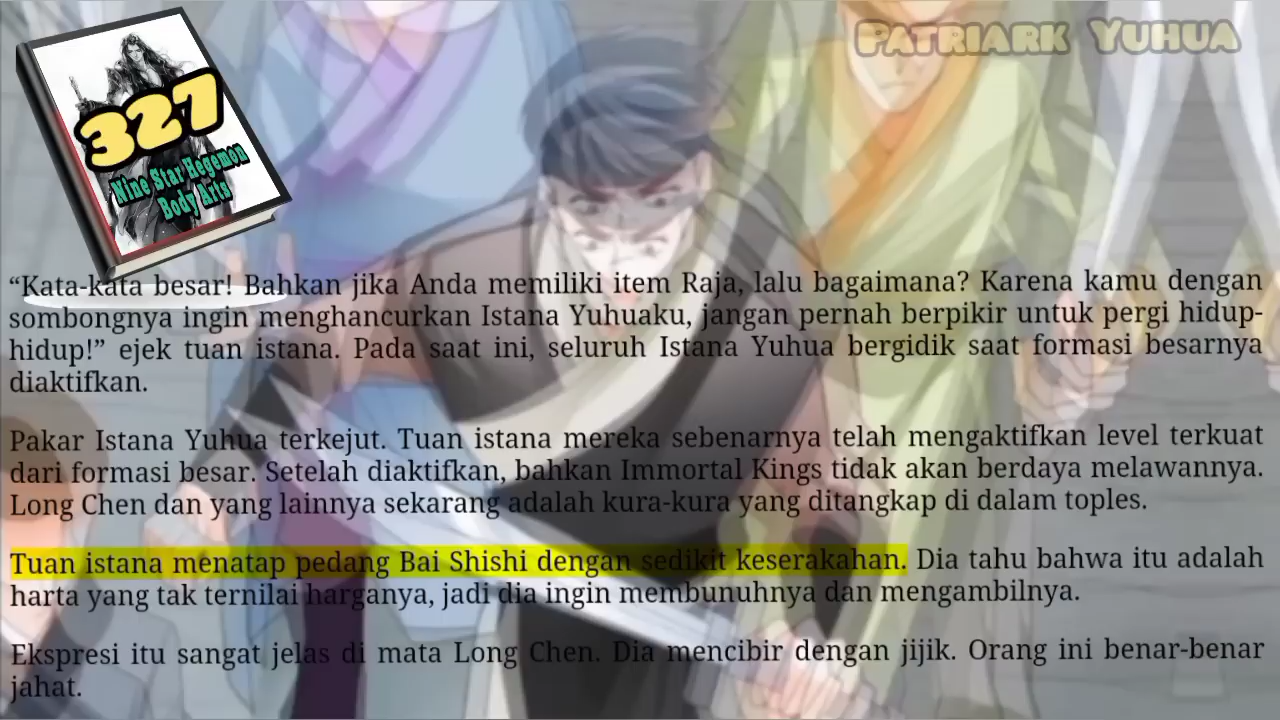 Patriark Yuhua
327
Nine Star Hegemon
Body Arts
“Kata-kata besar! Bahkan jika Anda memiliki item Raja, lalu bagaimana? Karena kamu dengan
sombongnya ingin menghancurkan Istana Yuhuaku, jangan pernah berpikir untuk pergi hidup-
hidup!” ejek tuan istana. Pada saat ini, seluruh Istana Yuhua bergidik saat formasi besarnya
diaktifkan.
Pakar Istana Yuhua terkejut. Tuan istana mereka sebenarnya telah mengaktifkan level terkuat
dari formasi besar. Setelah diaktifkan, bahkan Immortal Kings tidak akan berdaya melawannya.
Long Chen dan yang lainnya sekarang adalah kura-kura yang ditangkap di dalam toples.
Tuan istana menatap pedang Bai Shishi dengan sedikit keserakahan. Dia tahu bahwa itu adalah
harta yang tak ternilai harganya, jadi dia ingin membunuhnya dan mengambilnya.
Ekspresi itu sangat jelas di mata Long Chen. Dia mencibir dengan jijik. Orang ini benar-benar
jahat.